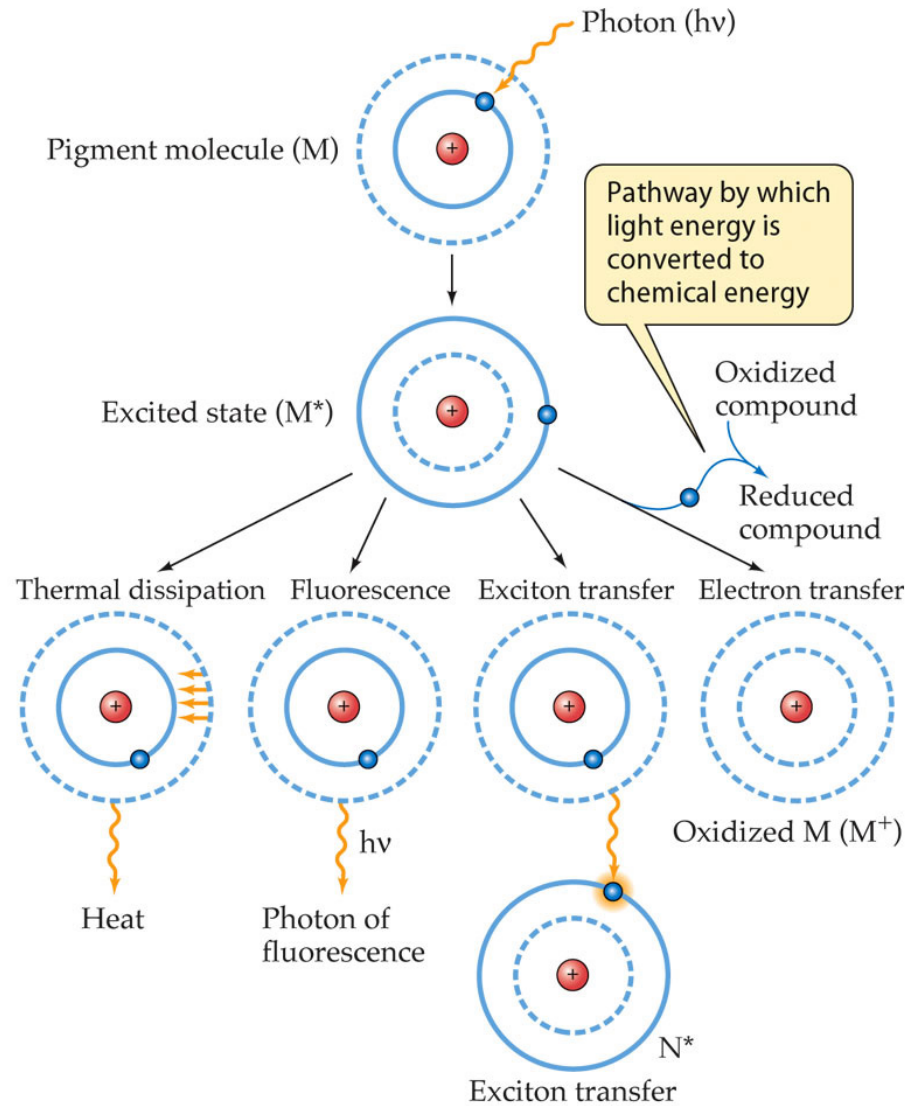 Photon (hν)
Pigment molecule (M)
+
Pathway by which
light energy is
converted to
chemical energy
Excited state (M*)
+
Oxidized
compound
Reduced
compound
Thermal dissipation
Fluorescence
Exciton transfer
Electron transfer
+
+
+
+
hν
Oxidized M (M⁺)
Heat
Photon of
fluorescence
+
N*
Exciton transfer